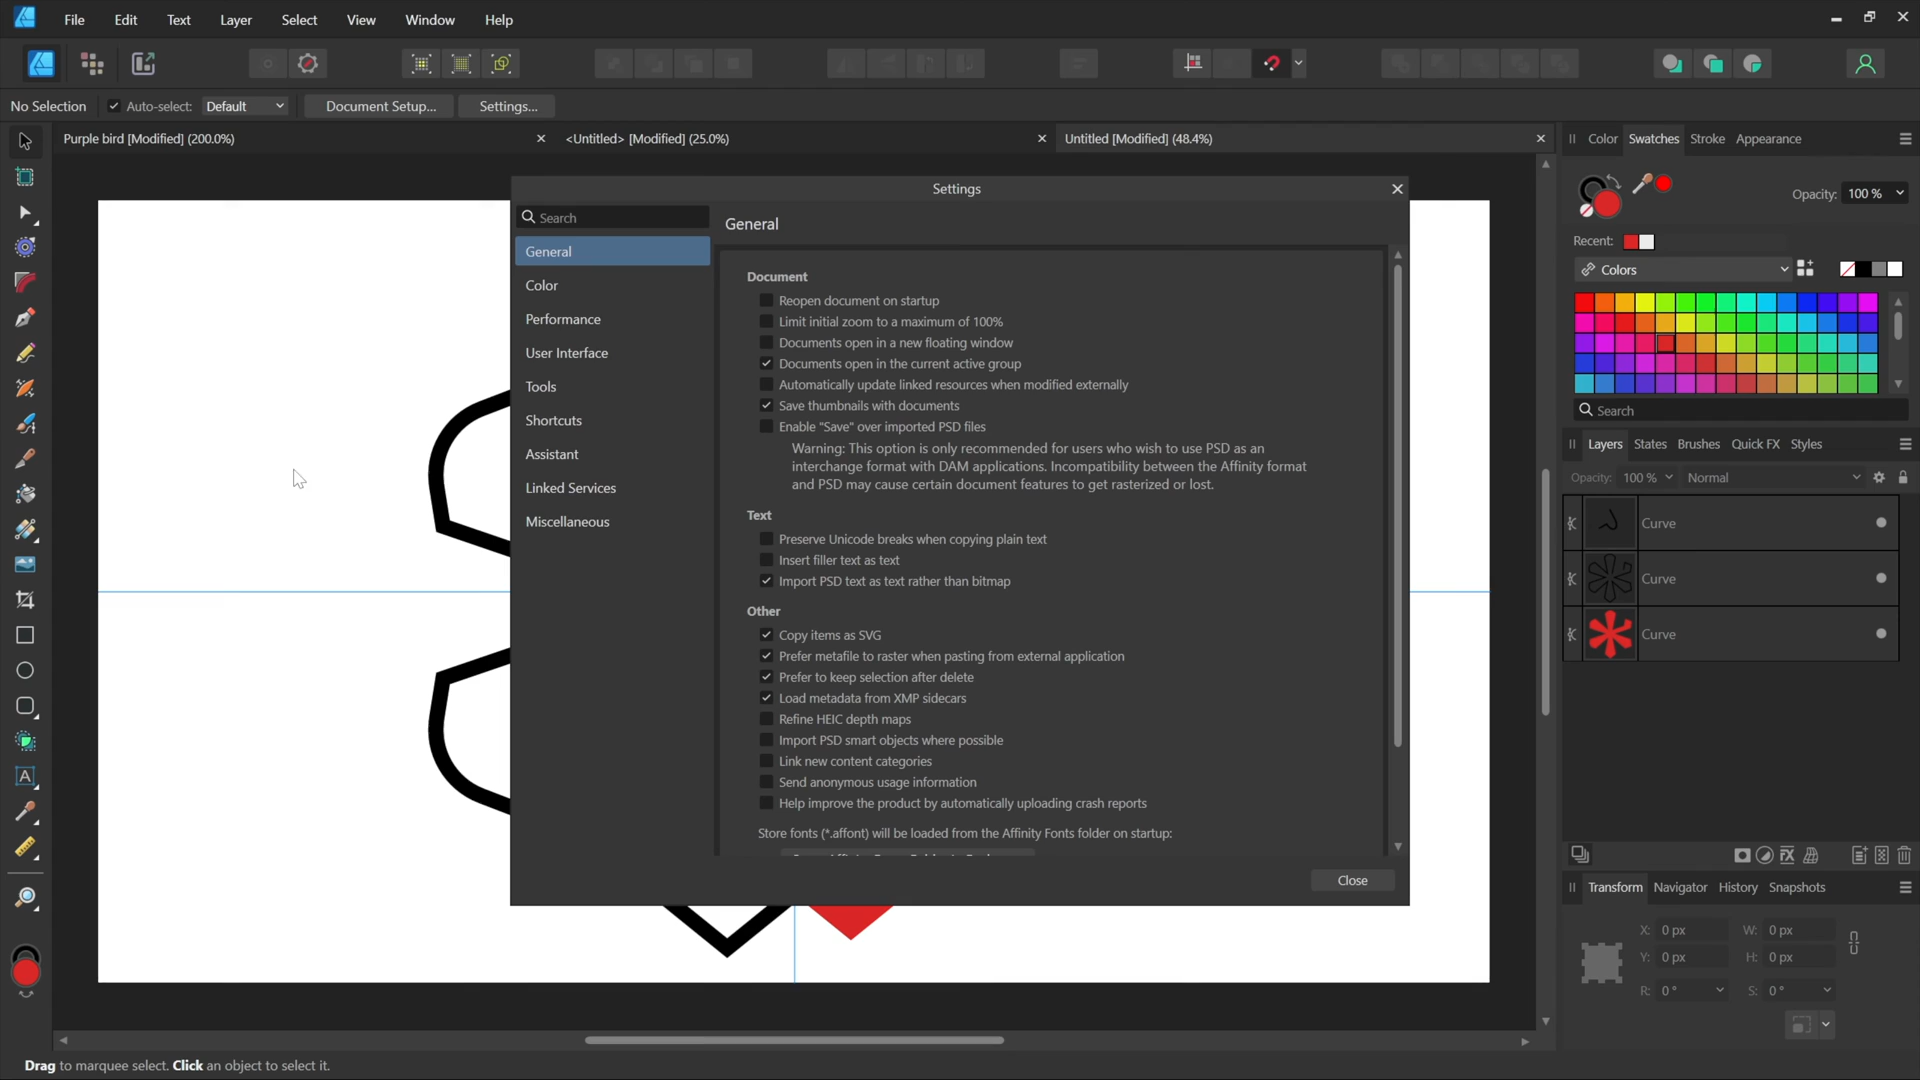 File Edit Text Layer Select View Window Help
No Selection Auto-select: Default Document Setup... Settings...
Purple bird [Modified] (200.0%) <Untitled> [Modified] (25.0%) Untitled [Modified] (48.4%)
Settings
Search
General
Color
Performance
User Interface
Tools
Shortcuts
Assistant
Linked Services
Miscellaneous
General
Document
Reopen document on startup
Limit initial zoom to a maximum of 100%
Documents open in a new floating window
Documents open in the current active group
Automatically update linked resources when modified externally
Save thumbnails with documents
Enable "Save" over imported PSD files
Warning: This option is only recommended for users who wish to use PSD as an
interchange format with DAM applications. Incompatibility between the Affinity format
and PSD may cause certain document features to get rasterized or lost.
Text
Preserve Unicode breaks when copying plain text
Insert filler text as text
Import PSD text as text rather than bitmap
Other
Copy items as SVG
Prefer metafile to raster when pasting from external application
Prefer to keep selection after delete
Load metadata from XMP sidecars
Refine HEIC depth maps
Import PSD smart objects where possible
Link new content categories
Send anonymous usage information
Help improve the product by automatically uploading crash reports
Store fonts (*.affont) will be loaded from the Affinity Fonts folder on startup:
Close
Color Swatches Stroke Appearance
Opacity: 100 %
Recent:
Colors
Search
Layers States Brushes Quick FX Styles
Opacity: 100 % Normal
Curve
Curve
Curve
Transform Navigator History Snapshots
X: 0 px W: 0 px
Y: 0 px H: 0 px
R: 0 ° S: 0 °
Drag to marquee select. Click an object to select it.